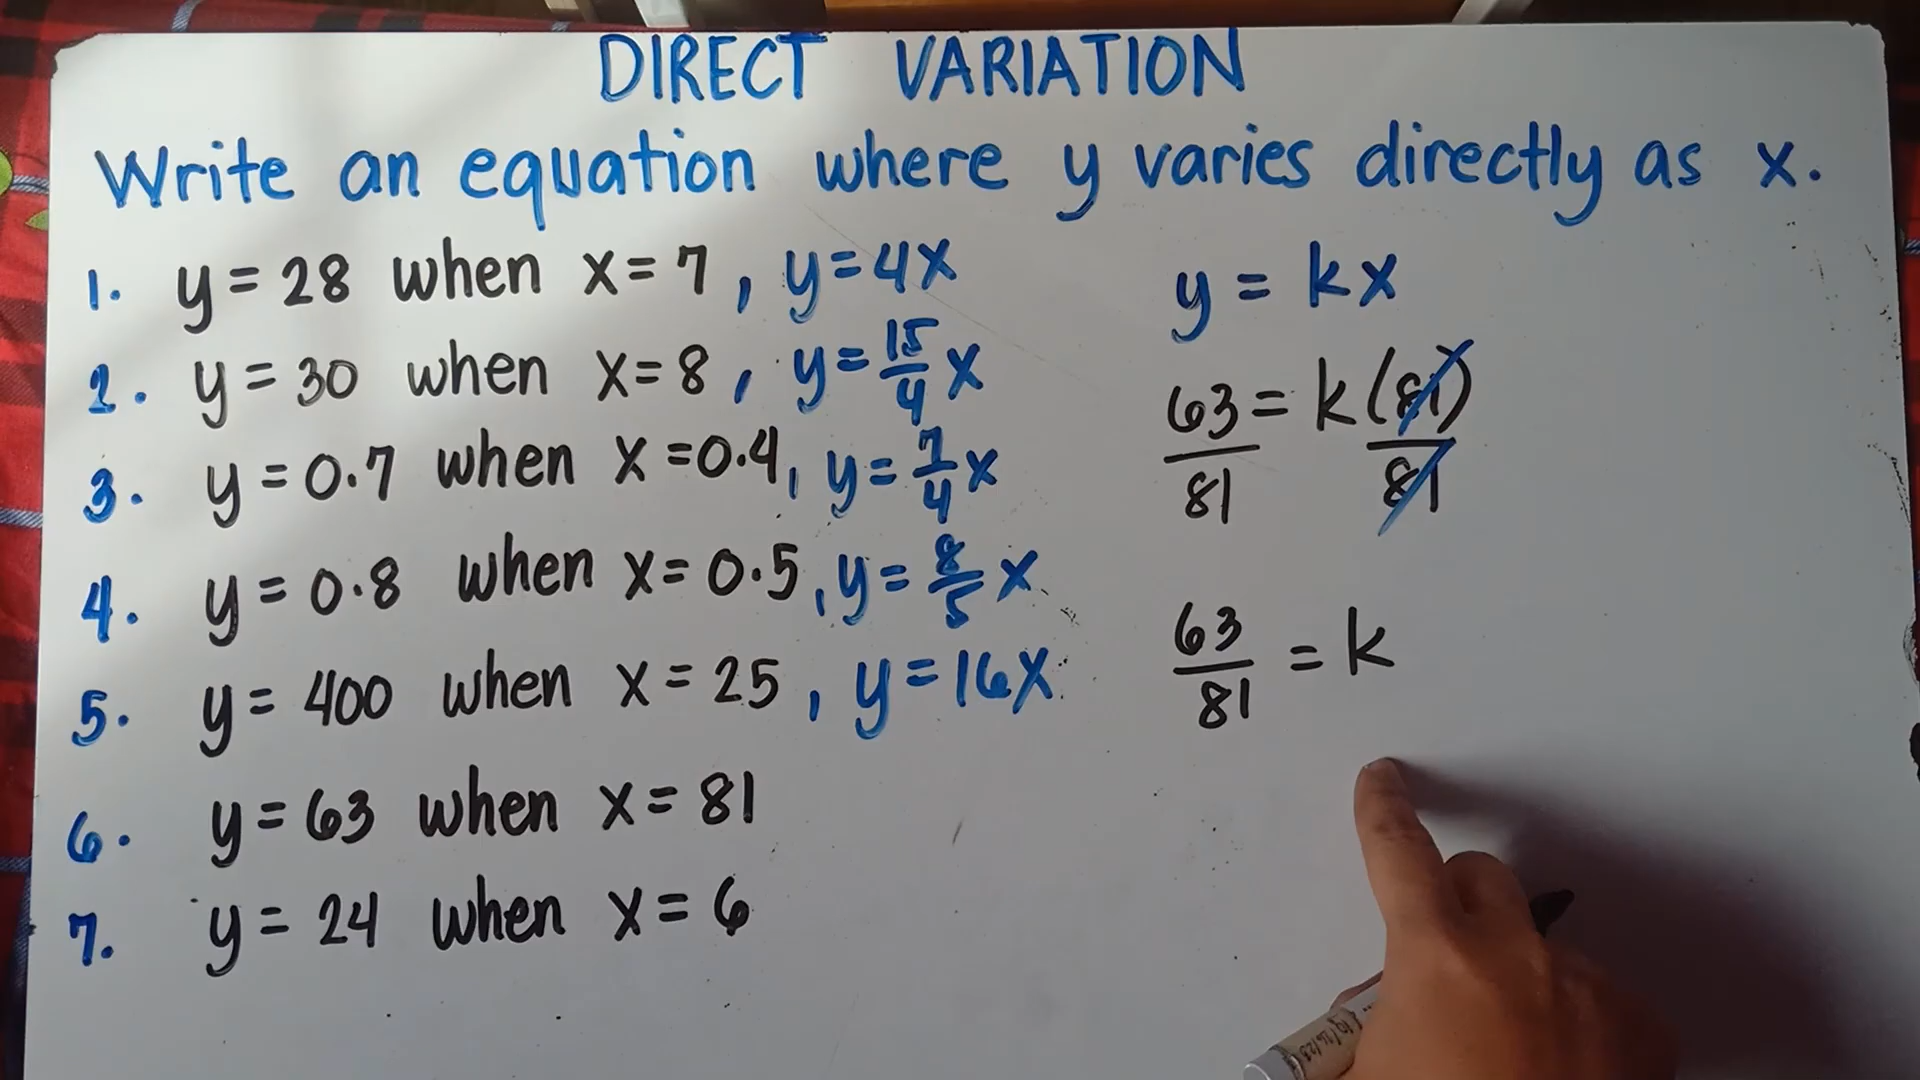 DIRECT VARIATION
Write an equation where y varies directly as x.
1. y = 28 when x = 7, y = 4x
2. y = 30 when x = 8, y = 15/4 x
3. y = 0.7 when x = 0.4, y = 7/4 x
4. y = 0.8 when x = 0.5, y = 8/5 x
5. y = 400 when x = 25, y = 16x
6. y = 63 when x = 81
7. y = 24 when x = 6
y = kx
63/81 = k(81)/81
63/81 = k